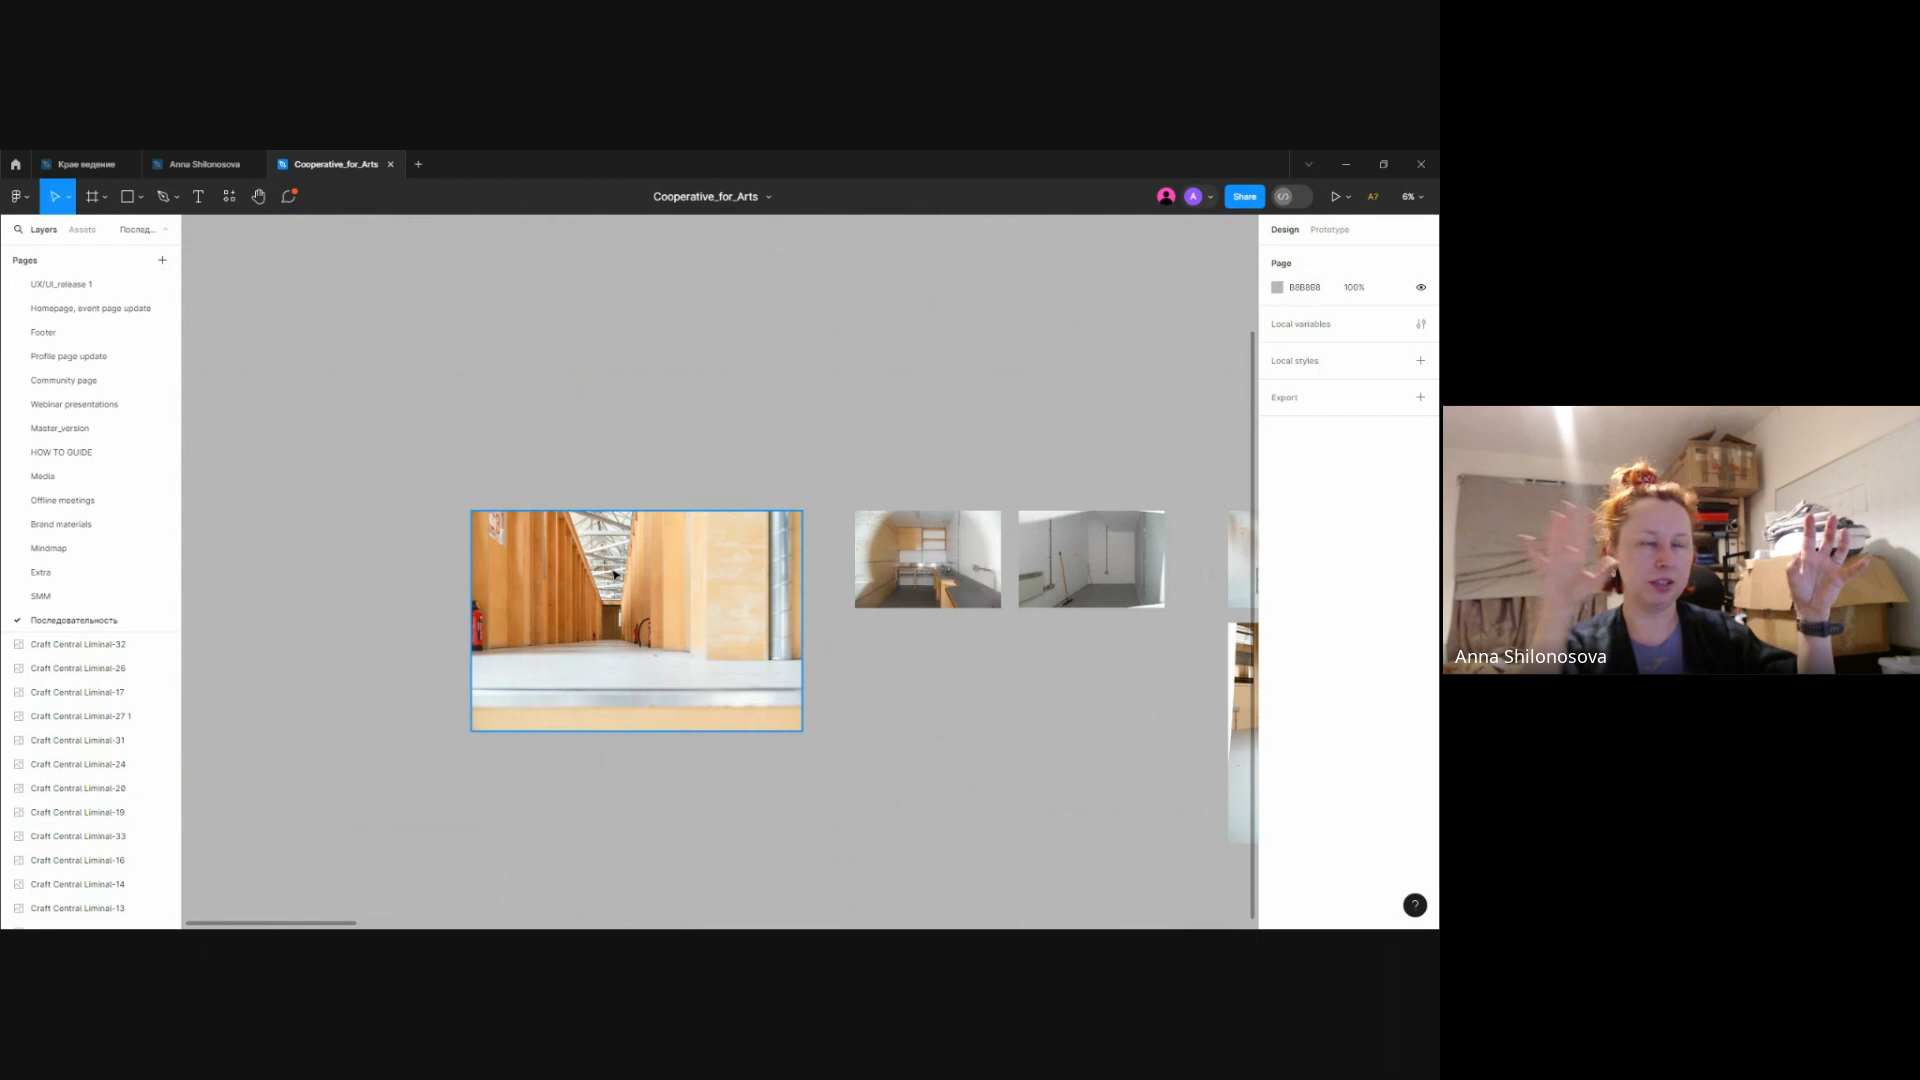 Крае ведение
Anna Shilonosova
Cooperative_for_Arts
Cooperative_for_Arts
A
Share
A?
6%
Layers
Assets
Послед...
Design
Prototype
Pages
Page
UX/UI_release 1
B8B8B8
100%
Homepage, event page update
Local variables
Footer
Profile page update
Local styles
Community page
Export
Webinar presentations
Master_version
HOW TO GUIDE
Media
Offline meetings
Brand materials
Mindmap
Extra
SMM
Последовательность
Craft Central Liminal-32
Craft Central Liminal-26
Craft Central Liminal-17
Craft Central Liminal-27 1
Craft Central Liminal-31
Craft Central Liminal-24
Craft Central Liminal-20
Craft Central Liminal-19
Craft Central Liminal-33
Craft Central Liminal-16
Craft Central Liminal-14
Craft Central Liminal-13
?
Anna Shilonosova